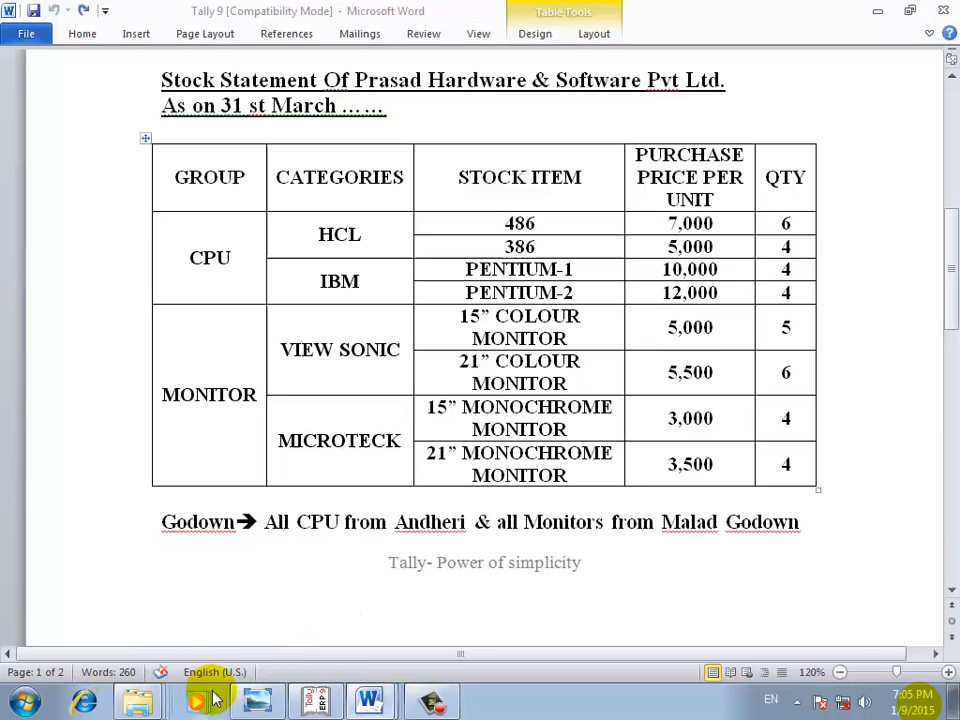 Tally 9 [Compatibility Mode] - Microsoft Word
Table Tools
File Home Insert Page Layout References Mailings Review View Design Layout
Stock Statement Of Prasad Hardware & Software Pvt Ltd.
As on 31 st March ……
GROUP CATEGORIES STOCK ITEM PURCHASE PRICE PER UNIT QTY
CPU HCL 486 7,000 6
386 5,000 4
IBM PENTIUM-1 10,000 4
PENTIUM-2 12,000 4
MONITOR VIEW SONIC 15” COLOUR MONITOR 5,000 5
21” COLOUR MONITOR 5,500 6
MICROTECK 15” MONOCHROME MONITOR 3,000 4
21” MONOCHROME MONITOR 3,500 4
Godown➔ All CPU from Andheri & all Monitors from Malad Godown
Tally- Power of simplicity
Page: 1 of 2 Words: 260 English (U.S.) 120%
Tally ERP 9
EN 7:05 PM
1/9/2015